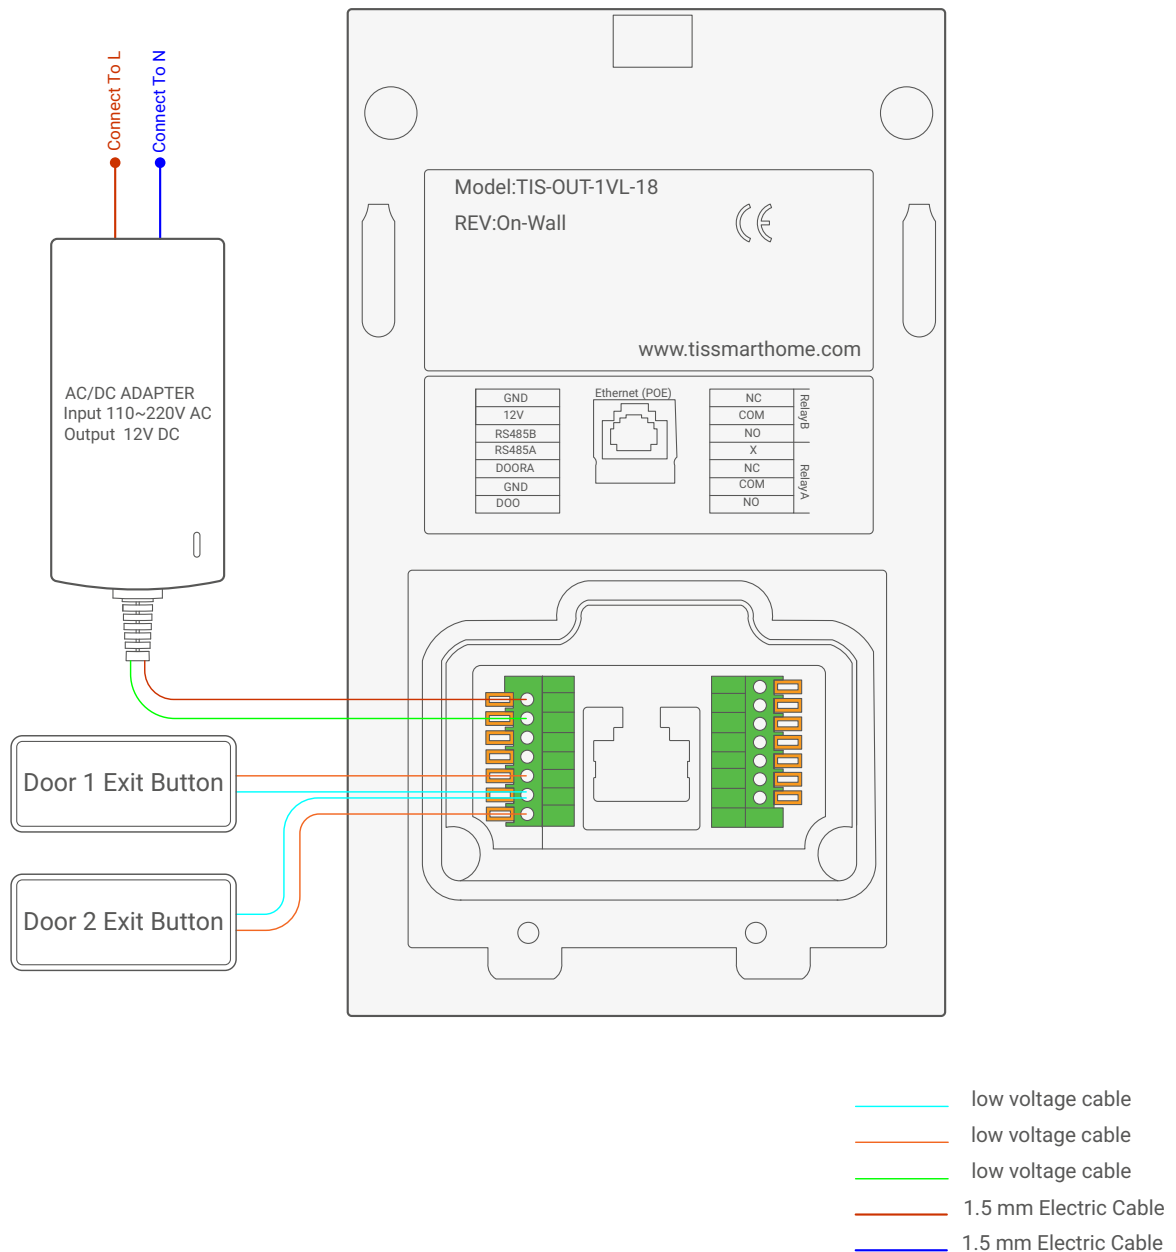 Connect To L
Connect To N
Model:TIS-OUT-1VL-18
REV:On-Wall
CE
www.tissmarthome.com
AC/DC ADAPTER
Input 110~220V AC
Output 12V DC
GND
12V
RS485B
RS485A
DOORA
GND
DOO
Ethernet (POE)
NC
COM
NO
X
NC
COM
NO
RelayB
RelayA
Door 1 Exit Button
Door 2 Exit Button
low voltage cable
low voltage cable
low voltage cable
1.5 mm Electric Cable
1.5 mm Electric Cable